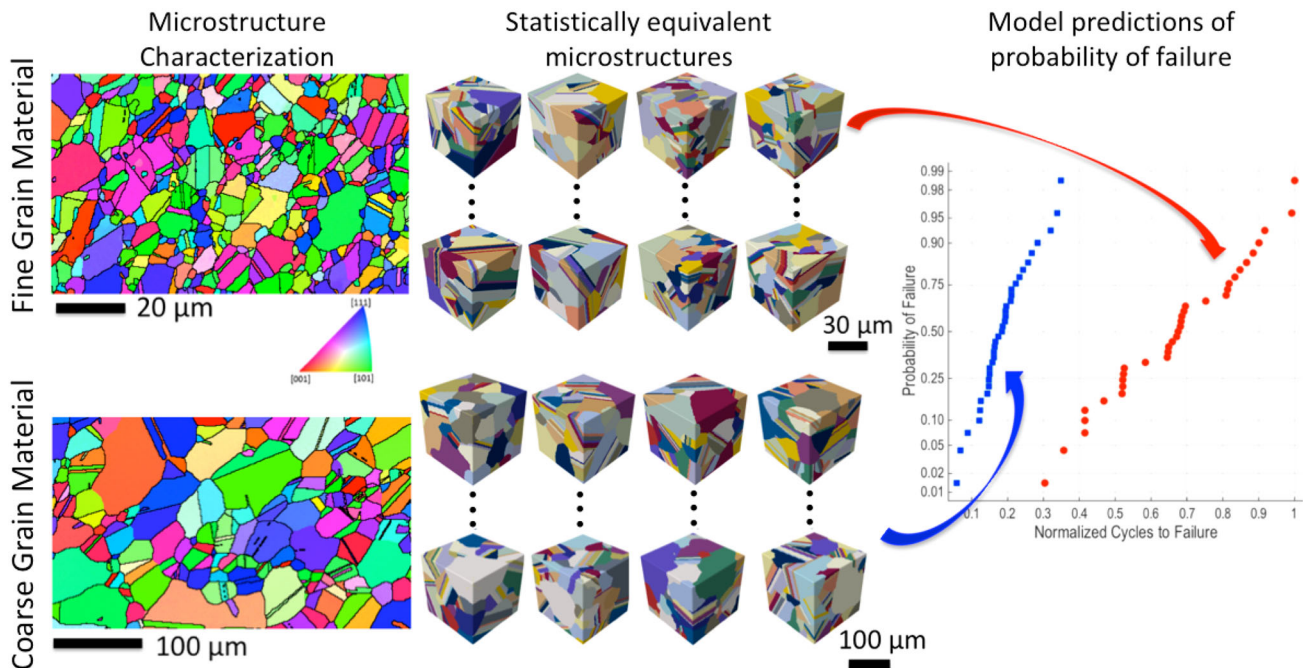 Microstructure
Characterization
Statistically equivalent
microstructures
Model predictions of
probability of failure
Fine Grain Material
20 μm
[111]
[001]
[101]
30 μm
Coarse Grain Material
100 μm
100 μm
Probability of Failure
0.99
0.98
0.95
0.90
0.75
0.50
0.25
0.10
0.05
0.02
0.01
0.1 0.2 0.3 0.4 0.5 0.6 0.7 0.8 0.9 1
Normalized Cycles to Failure